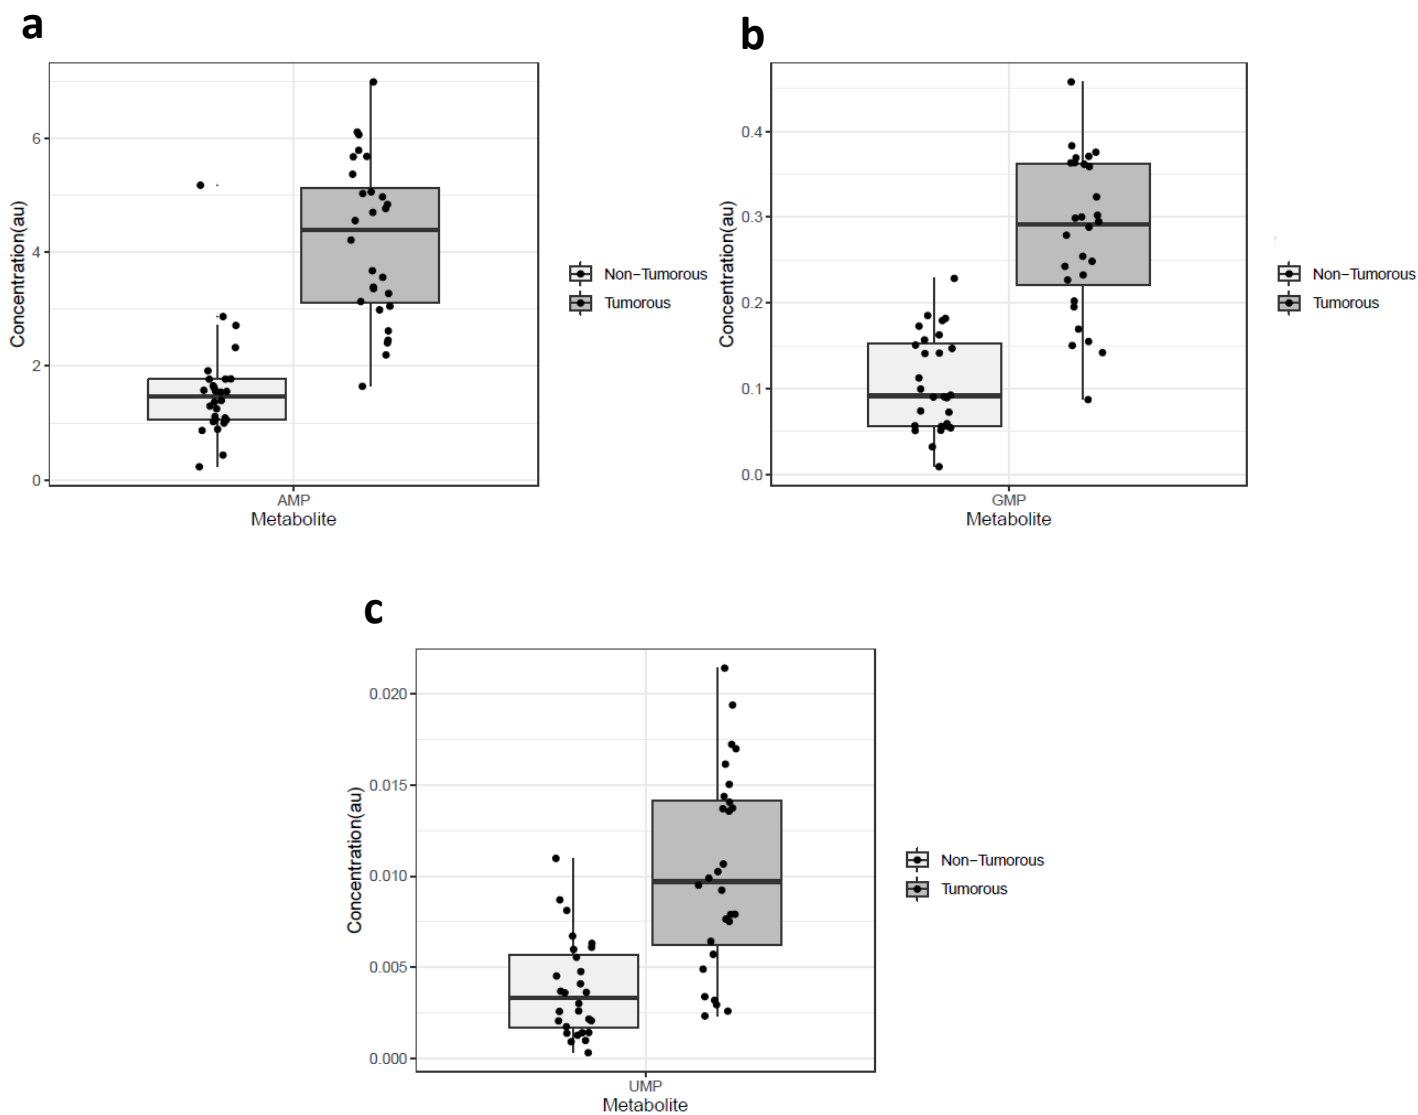 a
b
Concentration(au)
6
4
2
0
AMP
Metabolite
Non-Tumorous
Tumorous
Concentration(au)
0.4
0.3
0.2
0.1
0.0
GMP
Metabolite
Non-Tumorous
Tumorous
c
Concentration(au)
0.020
0.015
0.010
0.005
0.000
UMP
Metabolite
Non-Tumorous
Tumorous